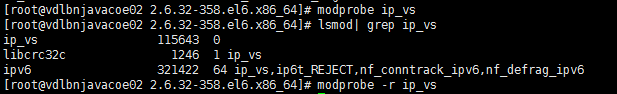 [root@vdlbnjavacoe02 2.6.32-358.el6.x86_64]# modprobe ip_vs
[root@vdlbnjavacoe02 2.6.32-358.el6.x86_64]# lsmod| grep ip_vs
ip_vs 115643 0
libcrc32c 1246 1 ip_vs
ipv6 321422 64 ip_vs,ip6t_REJECT,nf_conntrack_ipv6,nf_defrag_ipv6
[root@vdlbnjavacoe02 2.6.32-358.el6.x86_64]# modprobe -r ip_vs